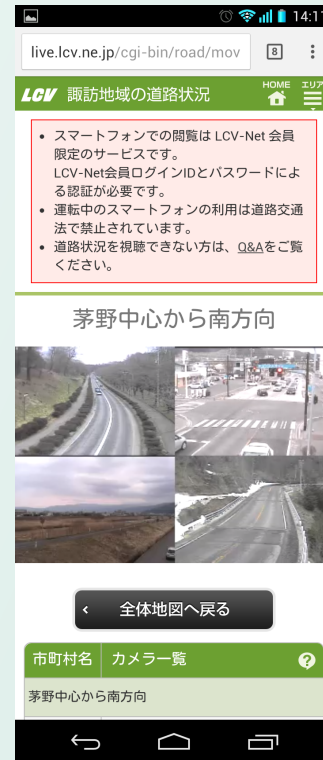 14:11
live.lcv.ne.jp/cgi-bin/road/mov
8
LCV 諏訪地域の道路状況
HOME エリア
• スマートフォンでの閲覧は LCV-Net 会員
限定のサービスです。
LCV-Net会員ログインIDとパスワードによ
る認証が必要です。
• 運転中のスマートフォンの利用は道路交通
法で禁止されています。
• 道路状況を視聴できない方は、Q&Aをご覧
ください。
茅野中心から南方向
‹ 全体地図へ戻る
市町村名 カメラ一覧 ?
茅野中心から南方向